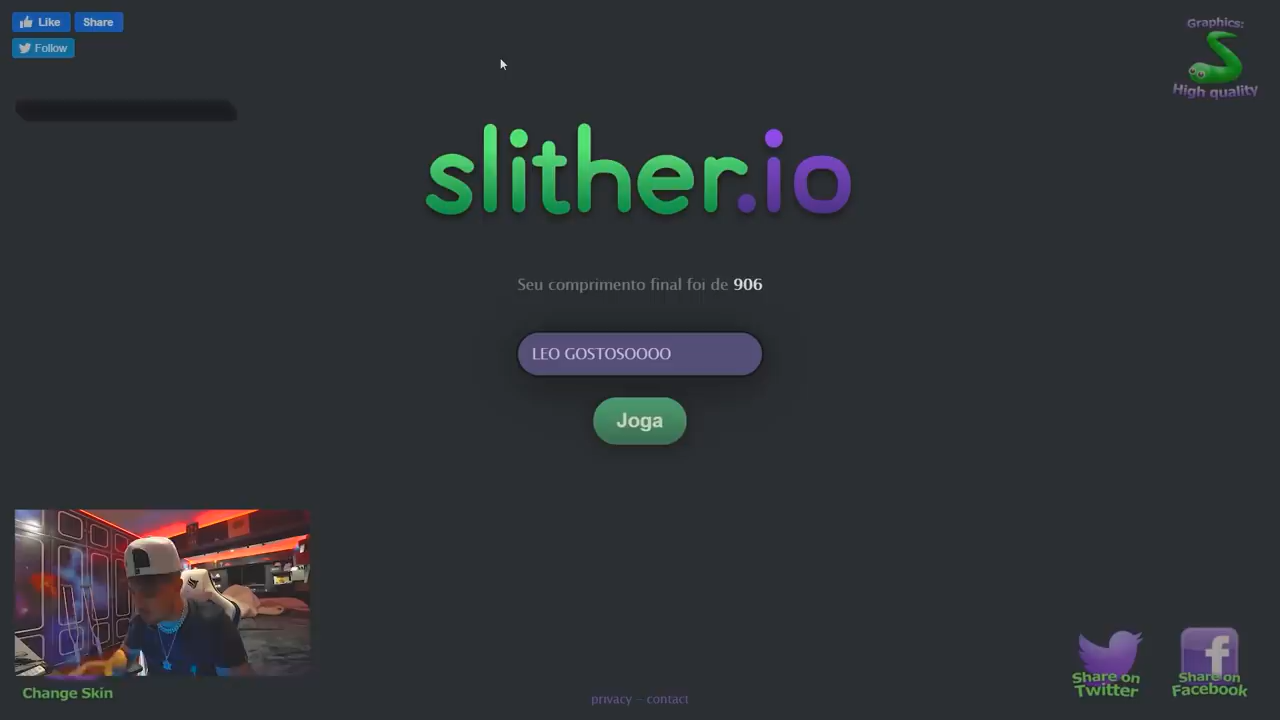 Like Share
Follow
Graphics:
High quality
slither.io
Seu comprimento final foi de 906
LEO GOSTOSOOOO
Joga
Change Skin
privacy - contact
Share on
Twitter
Share on
Facebook